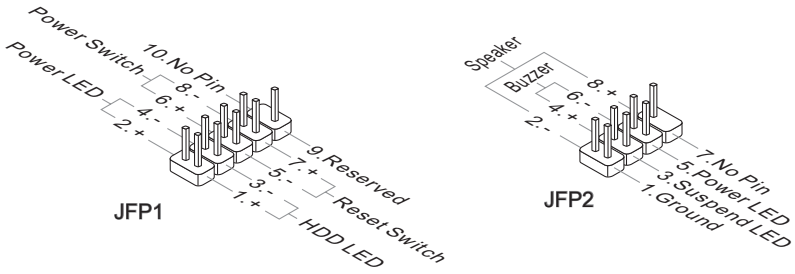 Power Switch
Power LED
10.No Pin
8.-
6.+
4.-
2.+
9.Reserved
7.+
5.-
3.-
1.+
Reset Switch
HDD LED
JFP1
Speaker
Buzzer
8.+
6.-
4.+
2.-
7.No Pin
5.Power LED
3.Suspend LED
1.Ground
JFP2